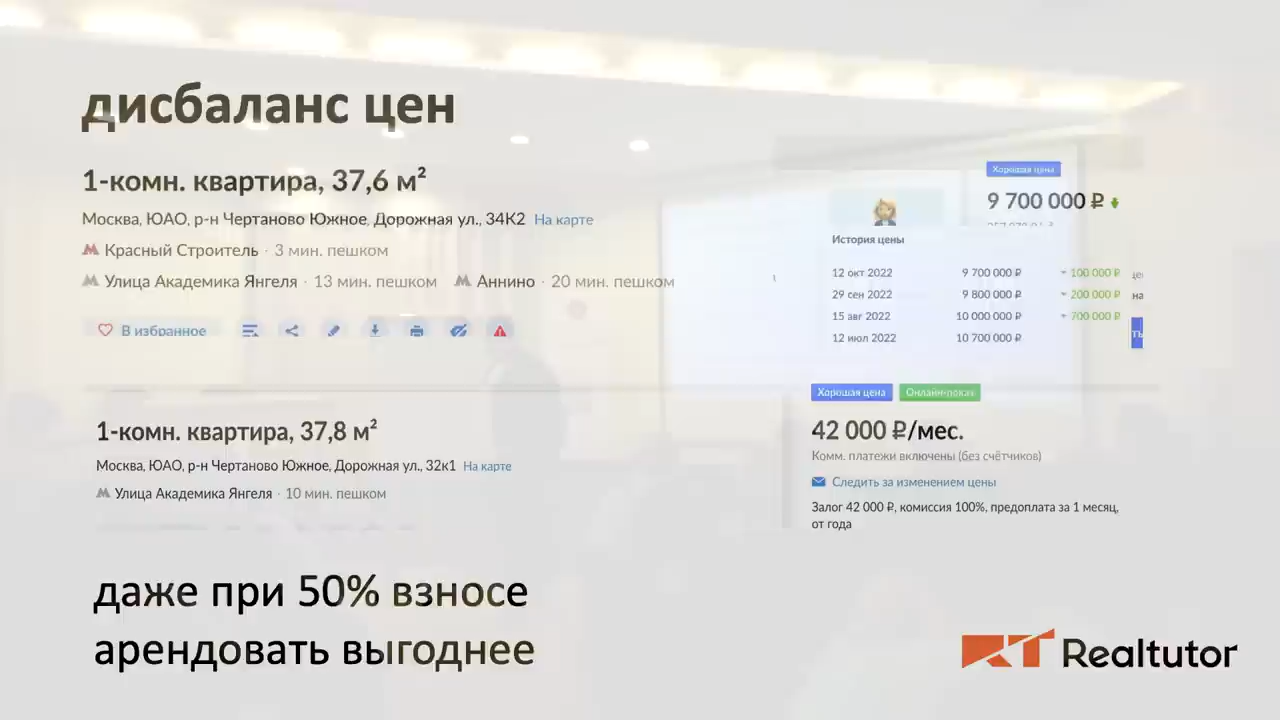 дисбаланс цен
1-комн. квартира, 37,6 м²
Москва, ЮАО, р-н Чертаново Южное, Дорожная ул., 34К2 На карте
Красный Строитель · 3 мин. пешком
Улица Академика Янгеля · 13 мин. пешком Аннино · 20 мин. пешком
В избранное
Хорошая цена
9 700 000 ₽
История цены
12 окт 2022 9 700 000 ₽ 100 000 ₽
29 сен 2022 9 800 000 ₽ 200 000 ₽
15 авг 2022 10 000 000 ₽ 700 000 ₽
12 июл 2022 10 700 000 ₽
1-комн. квартира, 37,8 м²
Москва, ЮАО, р-н Чертаново Южное, Дорожная ул., 32к1 На карте
Улица Академика Янгеля · 10 мин. пешком
Хорошая цена Онлайн-показ
42 000 ₽/мес.
Комм. платежи включены (без счётчиков)
Следить за изменением цены
Залог 42 000 ₽, комиссия 100%, предоплата за 1 месяц,
от года
даже при 50% взносе
арендовать выгоднее
RT Realtutor